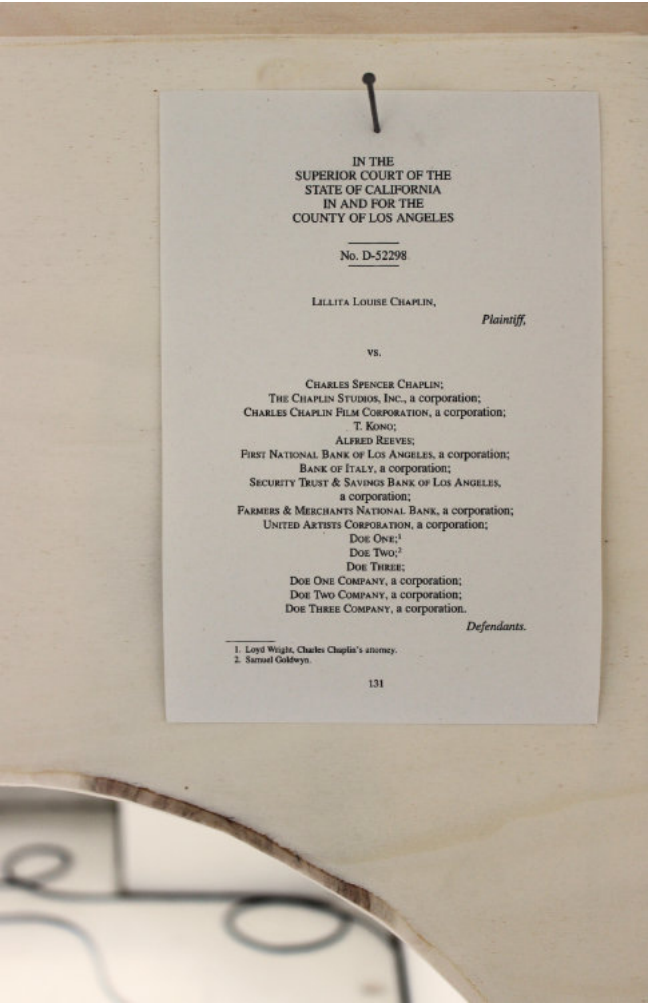 IN THE
SUPERIOR COURT OF THE
STATE OF CALIFORNIA
IN AND FOR THE
COUNTY OF LOS ANGELES
No. D-52298
LILLITA LOUISE CHAPLIN,
Plaintiff,
vs.
CHARLES SPENCER CHAPLIN;
THE CHAPLIN STUDIOS, INC., a corporation;
CHARLES CHAPLIN FILM CORPORATION, a corporation;
T. KONO;
ALFRED REEVES;
FIRST NATIONAL BANK OF LOS ANGELES, a corporation;
BANK OF ITALY, a corporation;
SECURITY TRUST & SAVINGS BANK OF LOS ANGELES,
a corporation;
FARMERS & MERCHANTS NATIONAL BANK, a corporation;
UNITED ARTISTS CORPORATION, a corporation;
DOE ONE;¹
DOE TWO;²
DOE THREE;
DOE ONE COMPANY, a corporation;
DOE TWO COMPANY, a corporation;
DOE THREE COMPANY, a corporation.
Defendants.
1. Loyd Wright, Charles Chaplin's attorney.
2. Samuel Goldwyn.
131